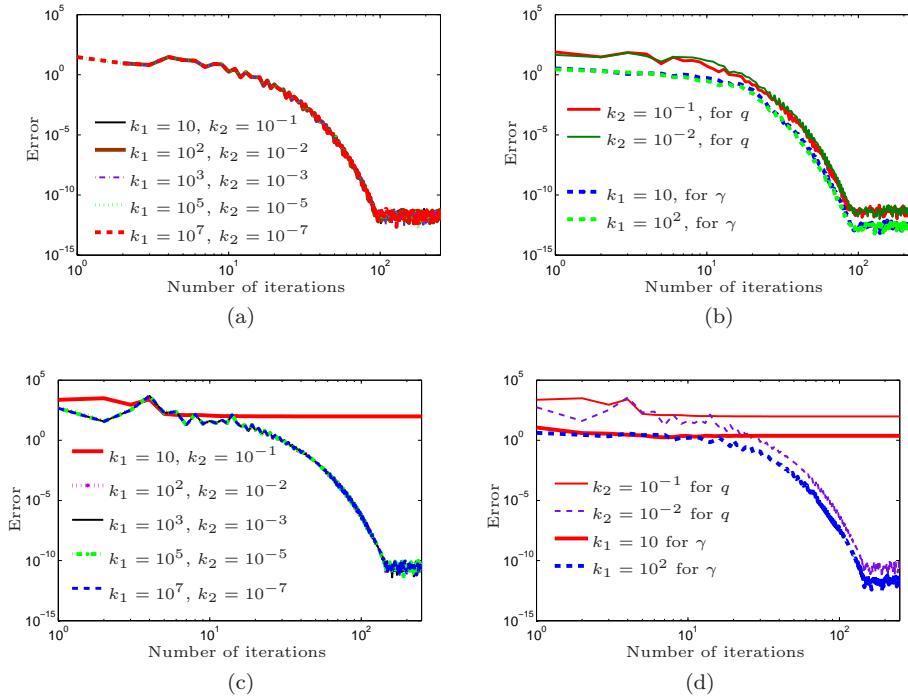 10^5
10^0
10^{-5}
10^{-10}
10^{-15}
Error
k_1 = 10, k_2 = 10^{-1}
k_1 = 10^2, k_2 = 10^{-2}
k_1 = 10^3, k_2 = 10^{-3}
k_1 = 10^5, k_2 = 10^{-5}
k_1 = 10^7, k_2 = 10^{-7}
10^0 10^1 10^2
Number of iterctions
(a)
10^5
10^0
10^{-5}
10^{-10}
10^{-15}
Error
k_2 = 10^{-1}, for q
k_2 = 10^{-2}, for q
k_1 = 10, for γ
k_1 = 10^2, for γ
10^0 10^1 10^2
Number of iterations
(b)
10^5
10^0
10^{-5}
10^{-10}
10^{-15}
Error
k_1 = 10, k_2 = 10^{-1}
k_1 = 10^2, k_2 = 10^{-2}
k_1 = 10^3, k_2 = 10^{-3}
k_1 = 10^5, k_2 = 10^{-5}
k_1 = 10^7, k_2 = 10^{-7}
10^0 10^1 10^2
Number of iterations
(c)
10^5
10^0
10^{-5}
10^{-10}
10^{-15}
Error
k_2 = 10^{-1} for q
k_2 = 10^{-2} for q
k_1 = 10 for γ
k_1 = 10^2 for γ
10^0 10^1 10^2
Number of iterations
(d)